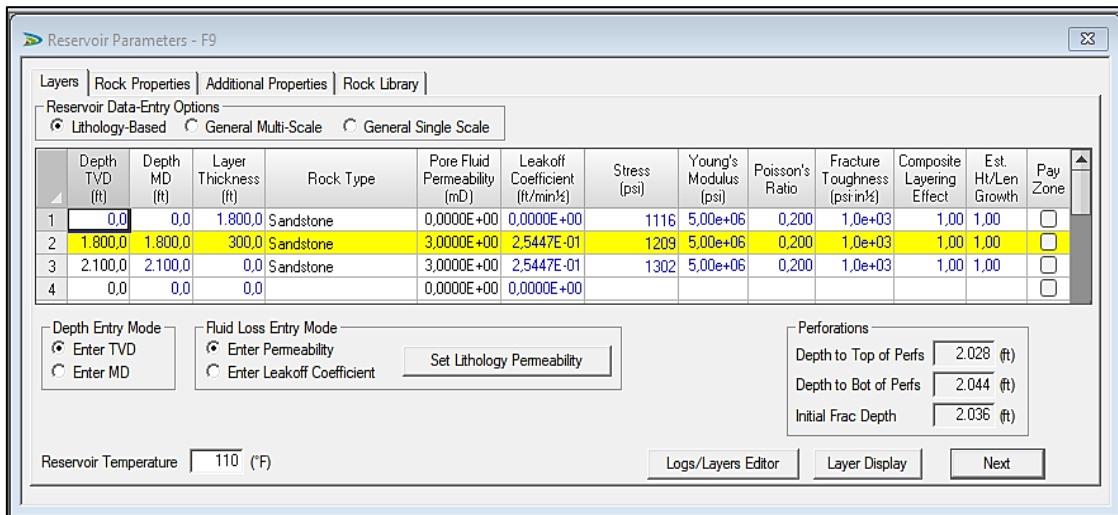 Reservoir Parameters - F9
Layers Rock Properties Additional Properties Rock Library
Reservoir Data-Entry Options
Lithology-Based General Multi-Scale General Single Scale
Depth TVD (ft) Depth MD (ft) Layer Thickness (ft) Rock Type Pore Fluid Permeability (mD) Leakoff Coefficient (ft/min½) Stress (psi) Young's Modulus (psi) Poisson's Ratio Fracture Toughness (psi·in½) Composite Layering Effect Est. Ht/Len Growth Pay Zone
1 0,0 0,0 1.800,0 Sandstone 0,0000E+00 0,0000E+00 1116 5,00e+06 0,200 1,0e+03 1,00 1,00
2 1.800,0 1.800,0 300,0 Sandstone 3,0000E+00 2,5447E-01 1209 5,00e+06 0,200 1,0e+03 1,00 1,00
3 2.100,0 2.100,0 0,0 Sandstone 3,0000E+00 2,5447E-01 1302 5,00e+06 0,200 1,0e+03 1,00 1,00
4 0,0 0,0 0,0 0,0000E+00 0,0000E+00
Depth Entry Mode Fluid Loss Entry Mode Perforations
Enter TVD Enter Permeability Set Lithology Permeability Depth to Top of Perfs 2.028 (ft)
Enter MD Enter Leakoff Coefficient Depth to Bot of Perfs 2.044 (ft)
Initial Frac Depth 2.036 (ft)
Reservoir Temperature 110 (°F) Logs/Layers Editor Layer Display Next